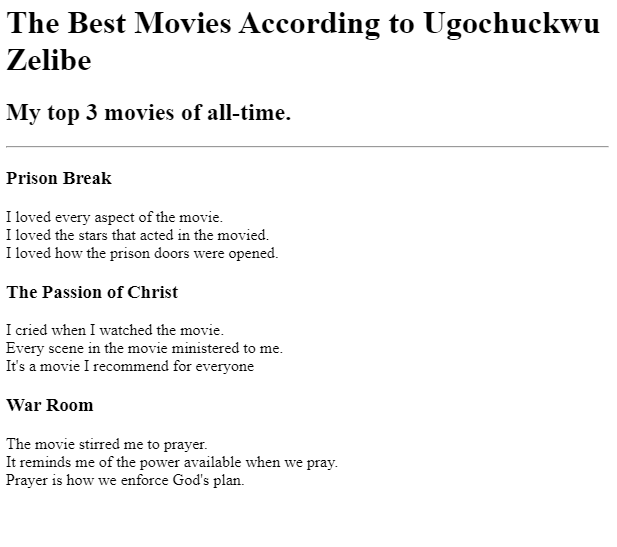 The Best Movies According to Ugochuckwu
Zelibe
My top 3 movies of all-time.
Prison Break
I loved every aspect of the movie.
I loved the stars that acted in the movied.
I loved how the prison doors were opened.
The Passion of Christ
I cried when I watched the movie.
Every scene in the movie ministered to me.
It's a movie I recommend for everyone
War Room
The movie stirred me to prayer.
It reminds me of the power available when we pray.
Prayer is how we enforce God's plan.